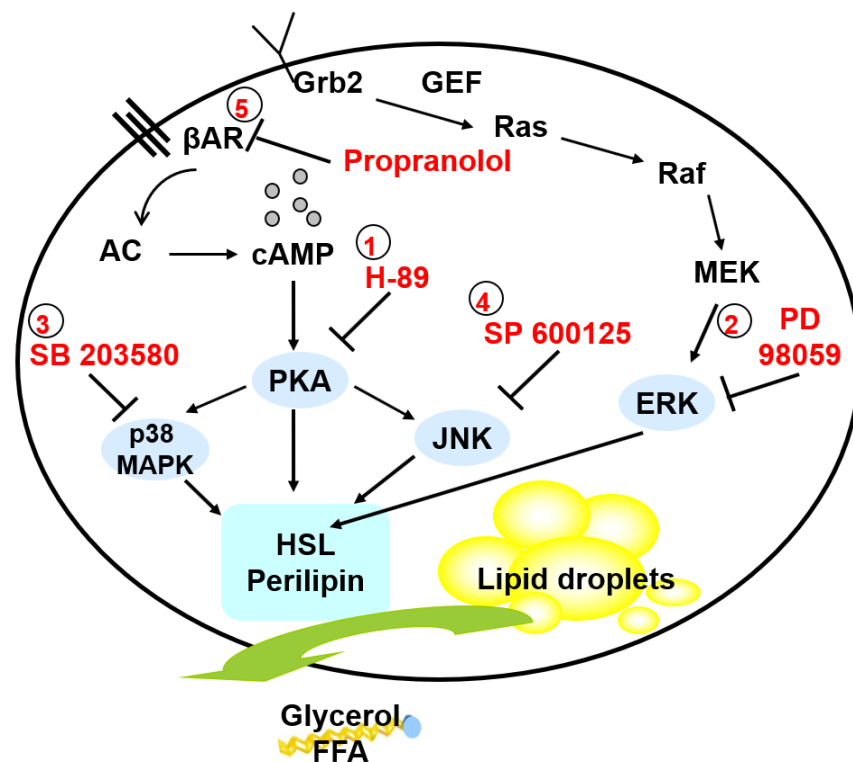 Grb2 GEF
5
βAR
Ras
Propranolol
Raf
AC
cAMP
1
H-89
MEK
3
SB 203580
4
SP 600125
2
PD
98059
PKA
ERK
p38
MAPK
JNK
HSL
Perilipin
Lipid droplets
Glycerol
FFA